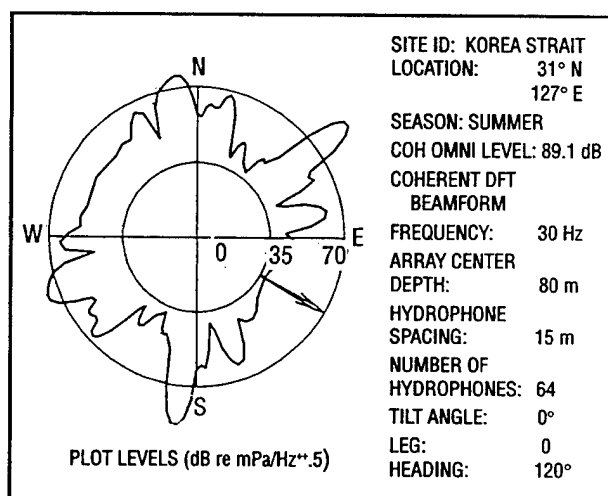 N
W
E
S
0 35 70
PLOT LEVELS (dB re mPa/Hz**.5)
SITE ID: KOREA STRAIT
LOCATION: 31° N
127° E
SEASON: SUMMER
COH OMNI LEVEL: 89.1 dB
COHERENT DFT
BEAMFORM
FREQUENCY: 30 Hz
ARRAY CENTER
DEPTH: 80 m
HYDROPHONE
SPACING: 15 m
NUMBER OF
HYDROPHONES: 64
TILT ANGLE: 0°
LEG: 0
HEADING: 120°